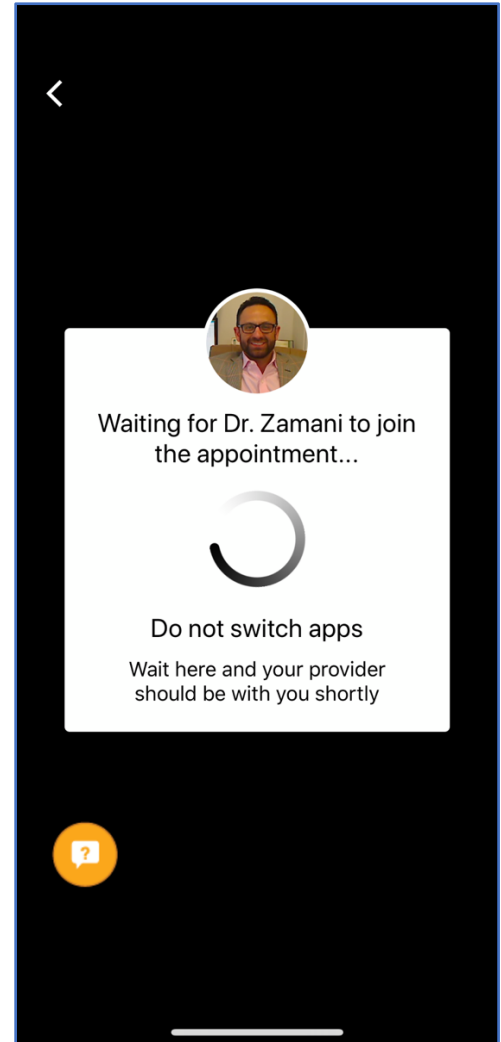 Waiting for Dr. Zamani to join
the appointment...
Do not switch apps
Wait here and your provider
should be with you shortly
?